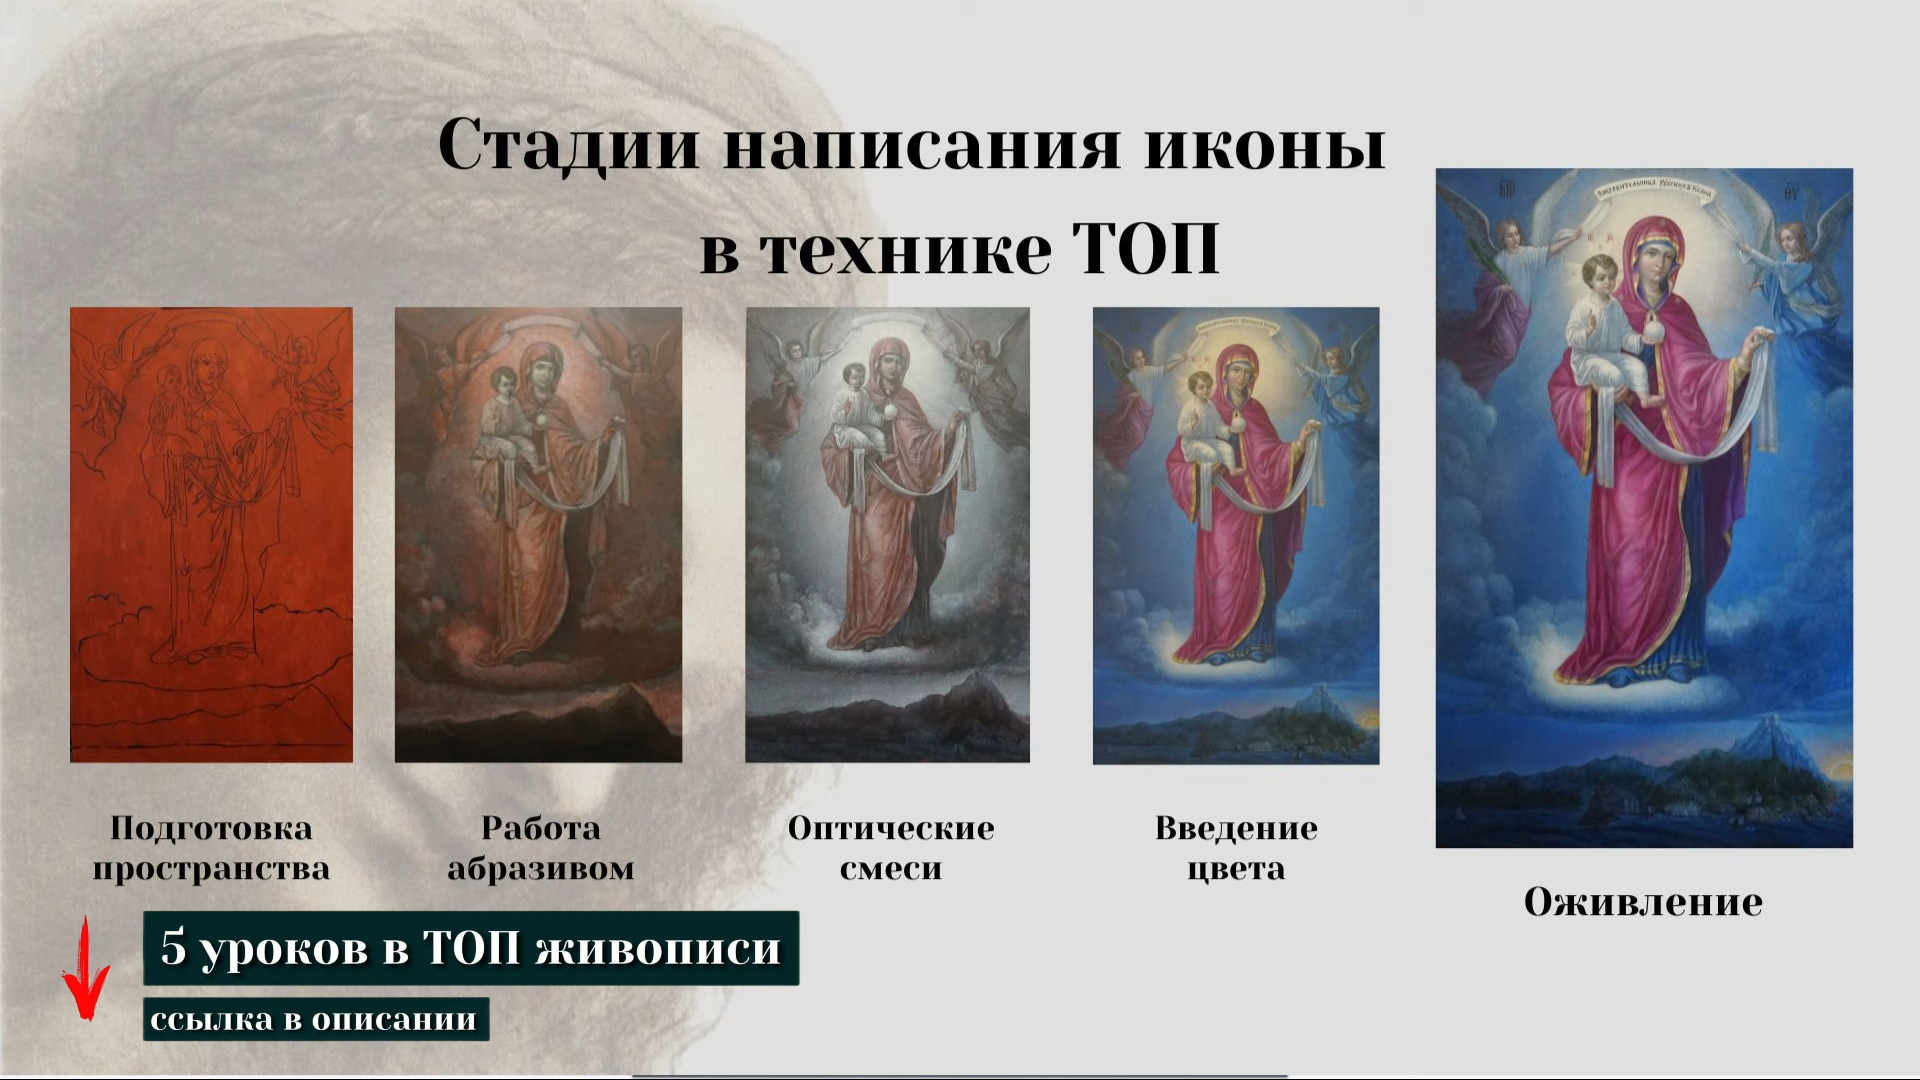 Стадии написания иконы
в технике ТОП
Подготовка
пространства
Работа
абразивом
Оптические
смеси
Введение
цвета
Оживление
5 уроков в ТОП живописи
ссылка в описании